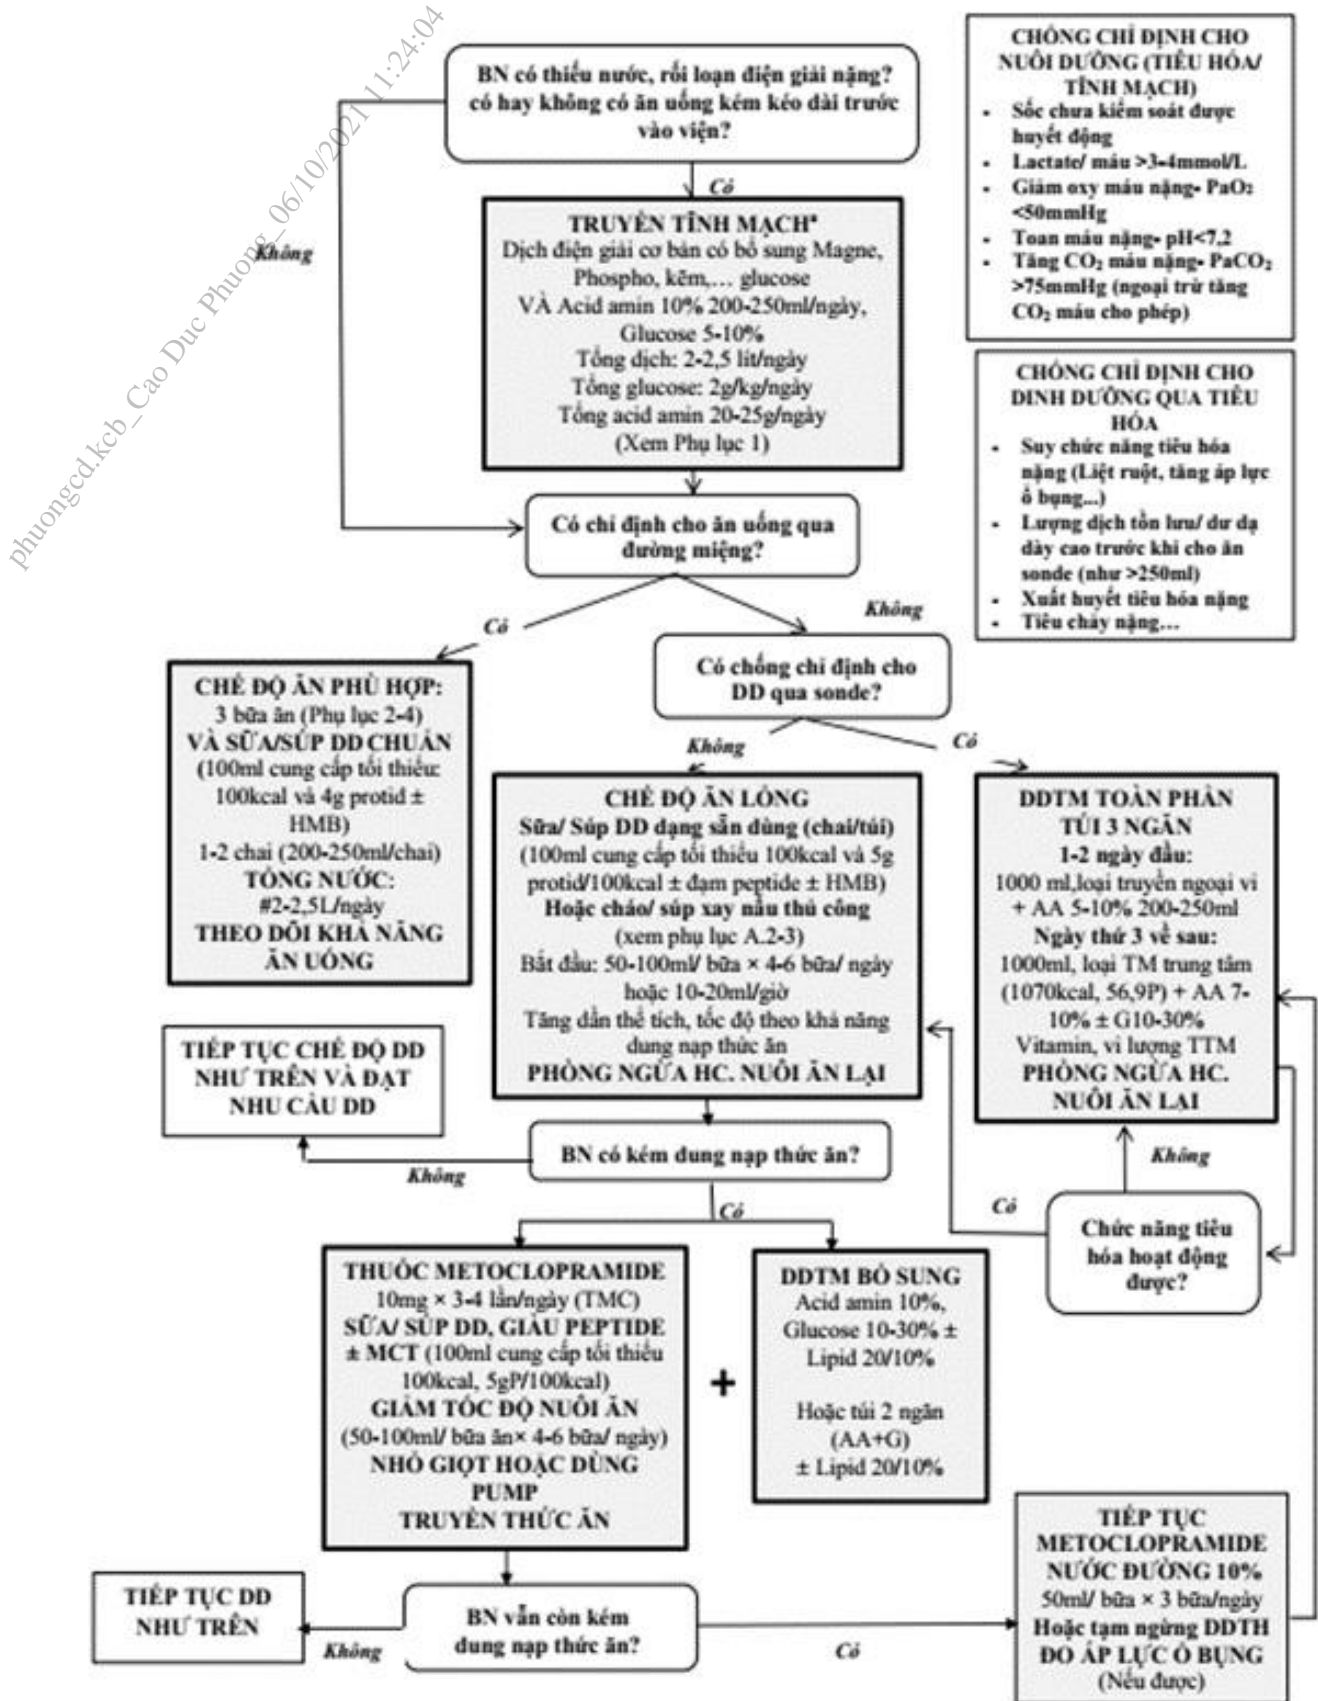 phuongcd.kcb_Cao Duc Phuong_06/10/2021 11:24:04
BN có thiếu nước, rối loạn điện giải nặng?
có hay không có ăn uống kém kéo dài trước
vào viện?
Có
Không
TRUYỀN TĨNH MẠCH*
Dịch điện giải cơ bản có bổ sung Magne,
Phospho, kẽm,... glucose
VÀ Acid amin 10% 200-250ml/ngày,
Glucose 5-10%
Tổng dịch: 2-2,5 lít/ngày
Tổng glucose: 2g/kg/ngày
Tổng acid amin 20-25g/ngày
(Xem Phụ lục 1)
CHỐNG CHỈ ĐỊNH CHO
NUÔI DƯỠNG (TIÊU HÓA/
TĨNH MẠCH)
- Sốc chưa kiểm soát được
huyết động
- Lactate/ máu >3-4mmol/L
- Giảm oxy máu nặng- PaO2
<50mmHg
- Toan máu nặng- pH<7,2
- Tăng CO2 máu nặng- PaCO2
>75mmHg (ngoại trừ tăng
CO2 máu cho phép)
CHỐNG CHỈ ĐỊNH CHO
DINH DƯỠNG QUA TIÊU
HÓA
- Suy chức năng tiêu hóa
nặng (Liệt ruột, tăng áp lực
ổ bụng...)
- Lượng dịch tồn lưu/ dư dạ
dày cao trước khi cho ăn
sonde (như >250ml)
- Xuất huyết tiêu hóa nặng
- Tiêu chảy nặng...
Có chỉ định cho ăn uống qua
đường miệng?
Có
Không
CHẾ ĐỘ ĂN PHÙ HỢP:
3 bữa ăn (Phụ lục 2-4)
VÀ SỮA/SÚP DD CHUẨN
(100ml cung cấp tối thiểu:
100kcal và 4g protid ±
HMB)
1-2 chai (200-250ml/chai)
TỔNG NƯỚC:
#2-2,5L/ngày
THEO DÕI KHẢ NĂNG
ĂN UỐNG
Có chống chỉ định cho
DD qua sonde?
Không
Có
CHẾ ĐỘ ĂN LỎNG
Sữa/ Súp DD dạng sẵn dùng (chai/túi)
(100ml cung cấp tối thiểu 100kcal và 5g
protid/100kcal ± đạm peptide ± HMB)
Hoặc cháo/ súp xay nấu thủ công
(xem phụ lục A.2-3)
Bắt đầu: 50-100ml/ bữa × 4-6 bữa/ ngày
hoặc 10-20ml/giờ
Tăng dần thể tích, tốc độ theo khả năng
dung nạp thức ăn
PHÒNG NGỪA HC. NUÔI ĂN LẠI
DDTM TOÀN PHẦN
TÚI 3 NGĂN
1-2 ngày đầu:
1000 ml,loại truyền ngoại vi
+ AA 5-10% 200-250ml
Ngày thứ 3 về sau:
1000ml, loại TM trung tâm
(1070kcal, 56,9P) + AA 7-
10% ± G10-30%
Vitamin, vi lượng TTM
PHÒNG NGỪA HC.
NUÔI ĂN LẠI
TIẾP TỤC CHẾ ĐỘ DD
NHƯ TRÊN VÀ ĐẠT
NHU CẦU DD
BN có kém dung nạp thức ăn?
Không
Có
Có
Không
Chức năng tiêu
hóa hoạt động
được?
THUỐC METOCLOPRAMIDE
10mg × 3-4 lần/ngày (TMC)
SỮA/ SÚP DD, GIÀU PEPTIDE
± MCT (100ml cung cấp tối thiểu
100kcal, 5gP/100kcal)
GIẢM TỐC ĐỘ NUÔI ĂN
(50-100ml/ bữa ăn× 4-6 bữa/ ngày)
NHỎ GIỌT HOẶC DÙNG
PUMP
TRUYỀN THỨC ĂN
+
DDTM BỔ SUNG
Acid amin 10%,
Glucose 10-30% ±
Lipid 20/10%
Hoặc túi 2 ngăn
(AA+G)
± Lipid 20/10%
TIẾP TỤC DD
NHƯ TRÊN
Không
BN vẫn còn kém
dung nạp thức ăn?
Có
TIẾP TỤC
METOCLOPRAMIDE
NƯỚC ĐƯỜNG 10%
50ml/ bữa × 3 bữa/ngày
Hoặc tạm ngừng DDTH
ĐO ÁP LỰC Ổ BỤNG
(Nếu được)